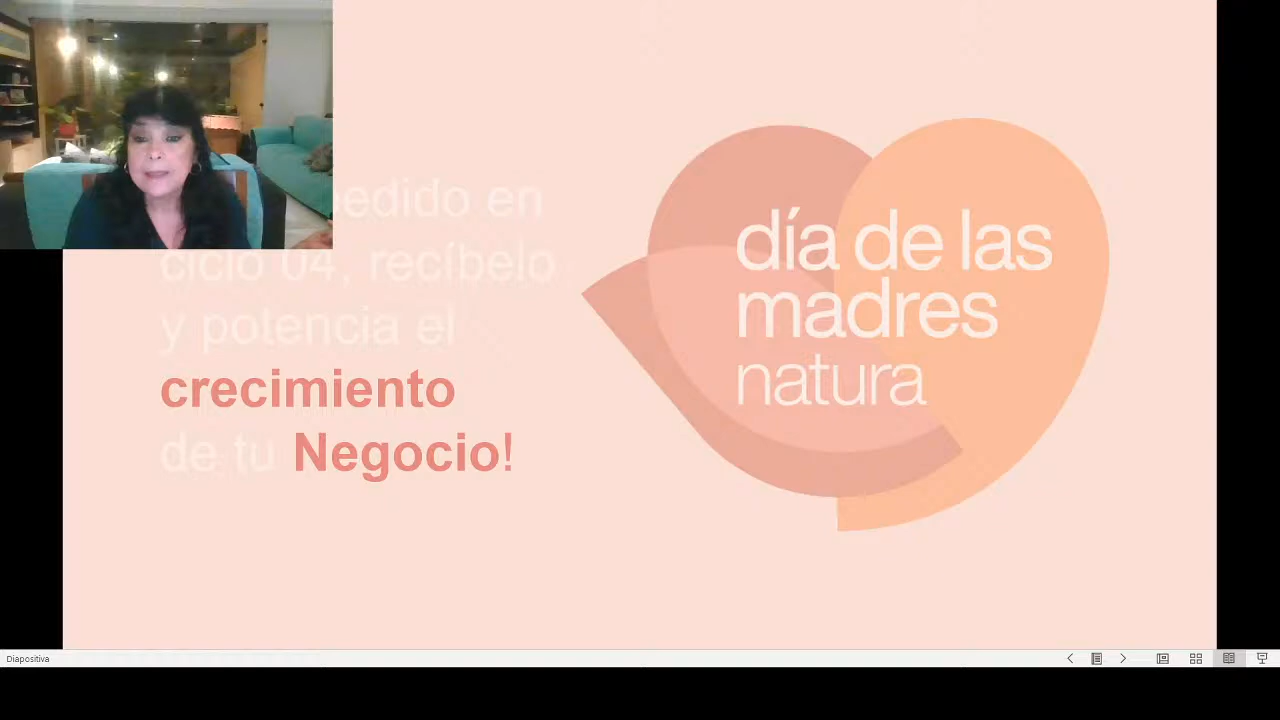 pedido en
ciclo 04, recíbelo
y potencia el
crecimiento
de tu Negocio!
día de las
madres
natura
Diapositiva